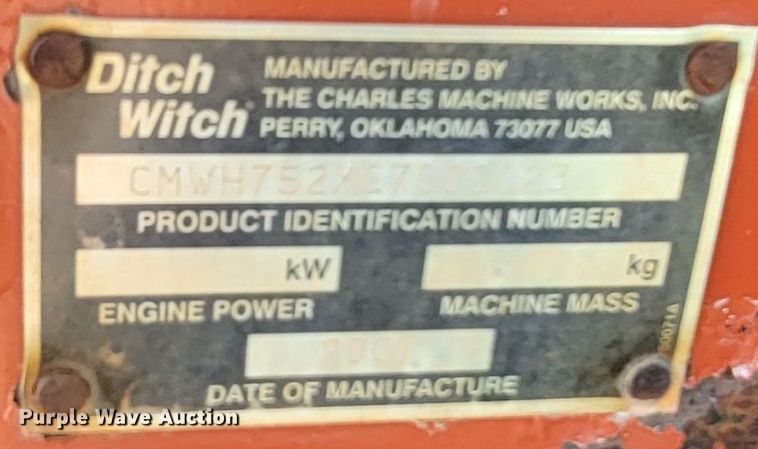 Ditch
Witch
MANUFACTURED BY
THE CHARLES MACHINE WORKS, INC.
PERRY, OKLAHOMA 73077 USA
PRODUCT IDENTIFICATION NUMBER
kW
kg
ENGINE POWER
MACHINE MASS
DATE OF MANUFACTURE
Purple Wave Auction